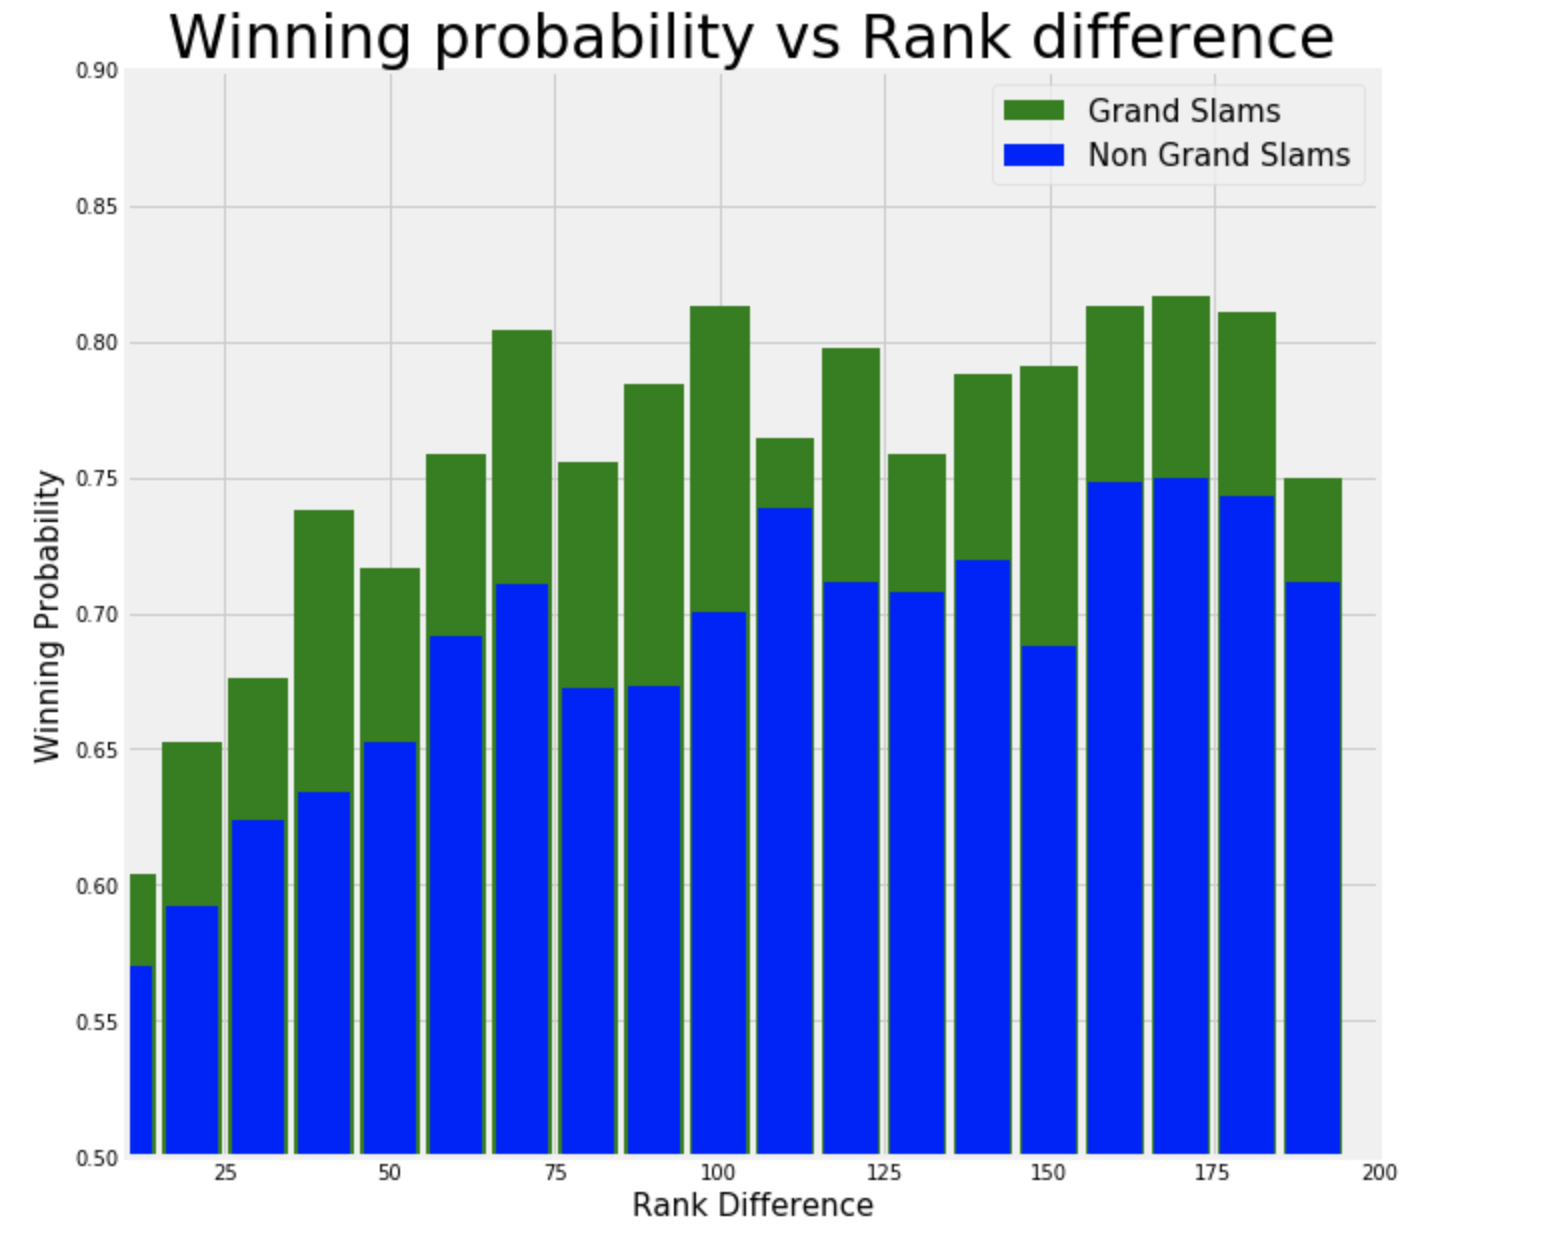 Winning probability vs Rank difference
Grand Slams
Non Grand Slams
0.90
0.85
0.80
0.75
0.70
0.65
0.60
0.55
0.50
Winning Probability
25 50 75 100 125 150 175 200
Rank Difference